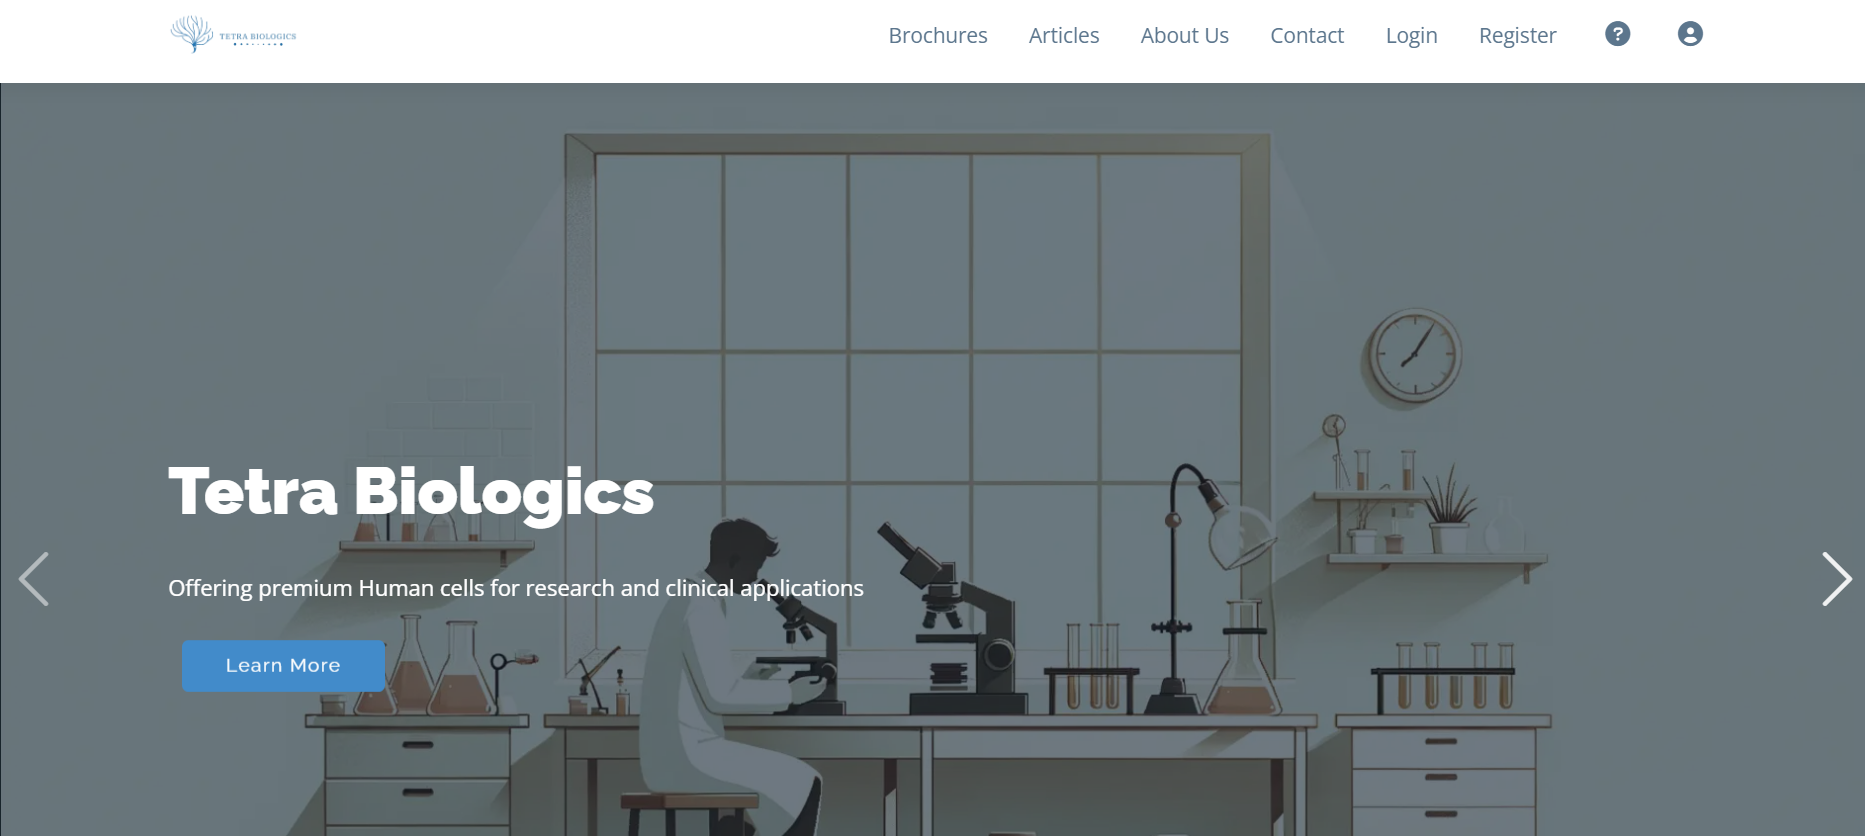 TETRA BIOLOGICS
Brochures
Articles
About Us
Contact
Login
Register
?
Tetra Biologics
Offering premium Human cells for research and clinical applications
Learn More